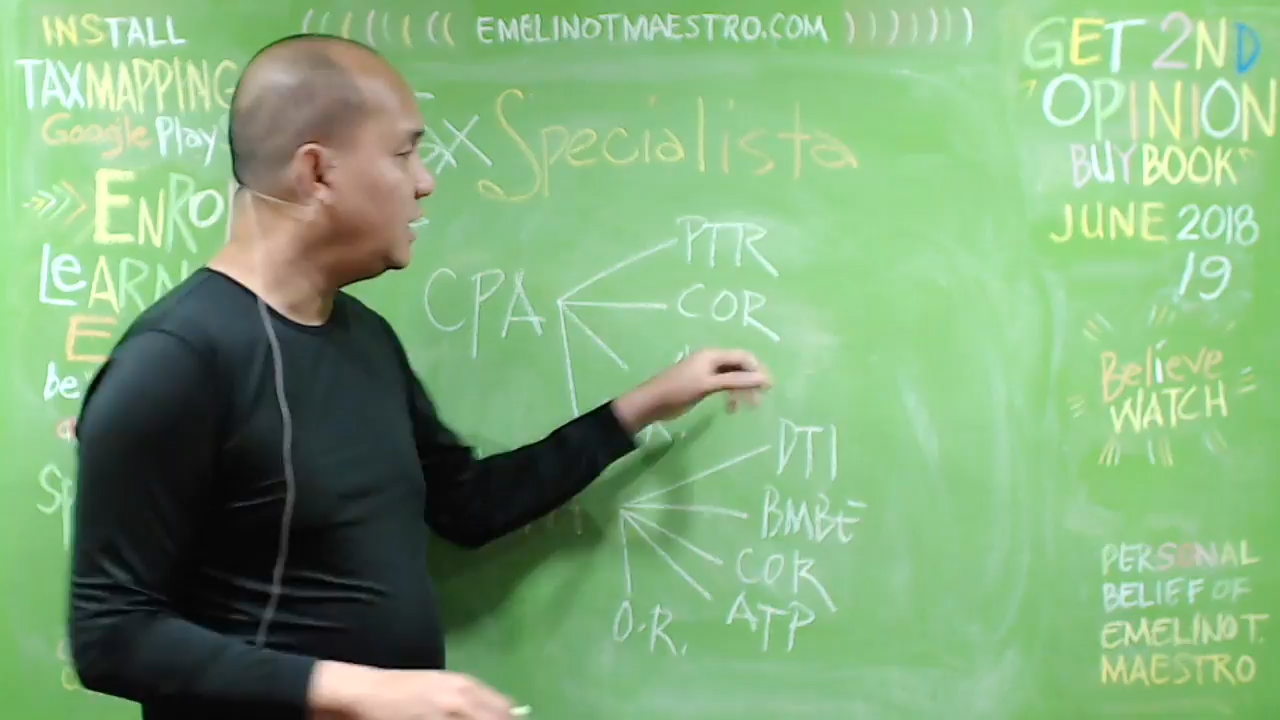 INSTALL
TAXMAPPING
Google Play
ENRO
LEARN
E
be
Sp
((((((( EMELINOTMAESTRO.COM )))))))
Specialista
CPA
PTR
COR
DTI
BMBE
COR
ATP
O.R.
GET 2ND
OPINION
BUY BOOK
JUNE 2018
19
Believe
WATCH
PERSONAL
BELIEF OF
EMELINO T.
MAESTRO